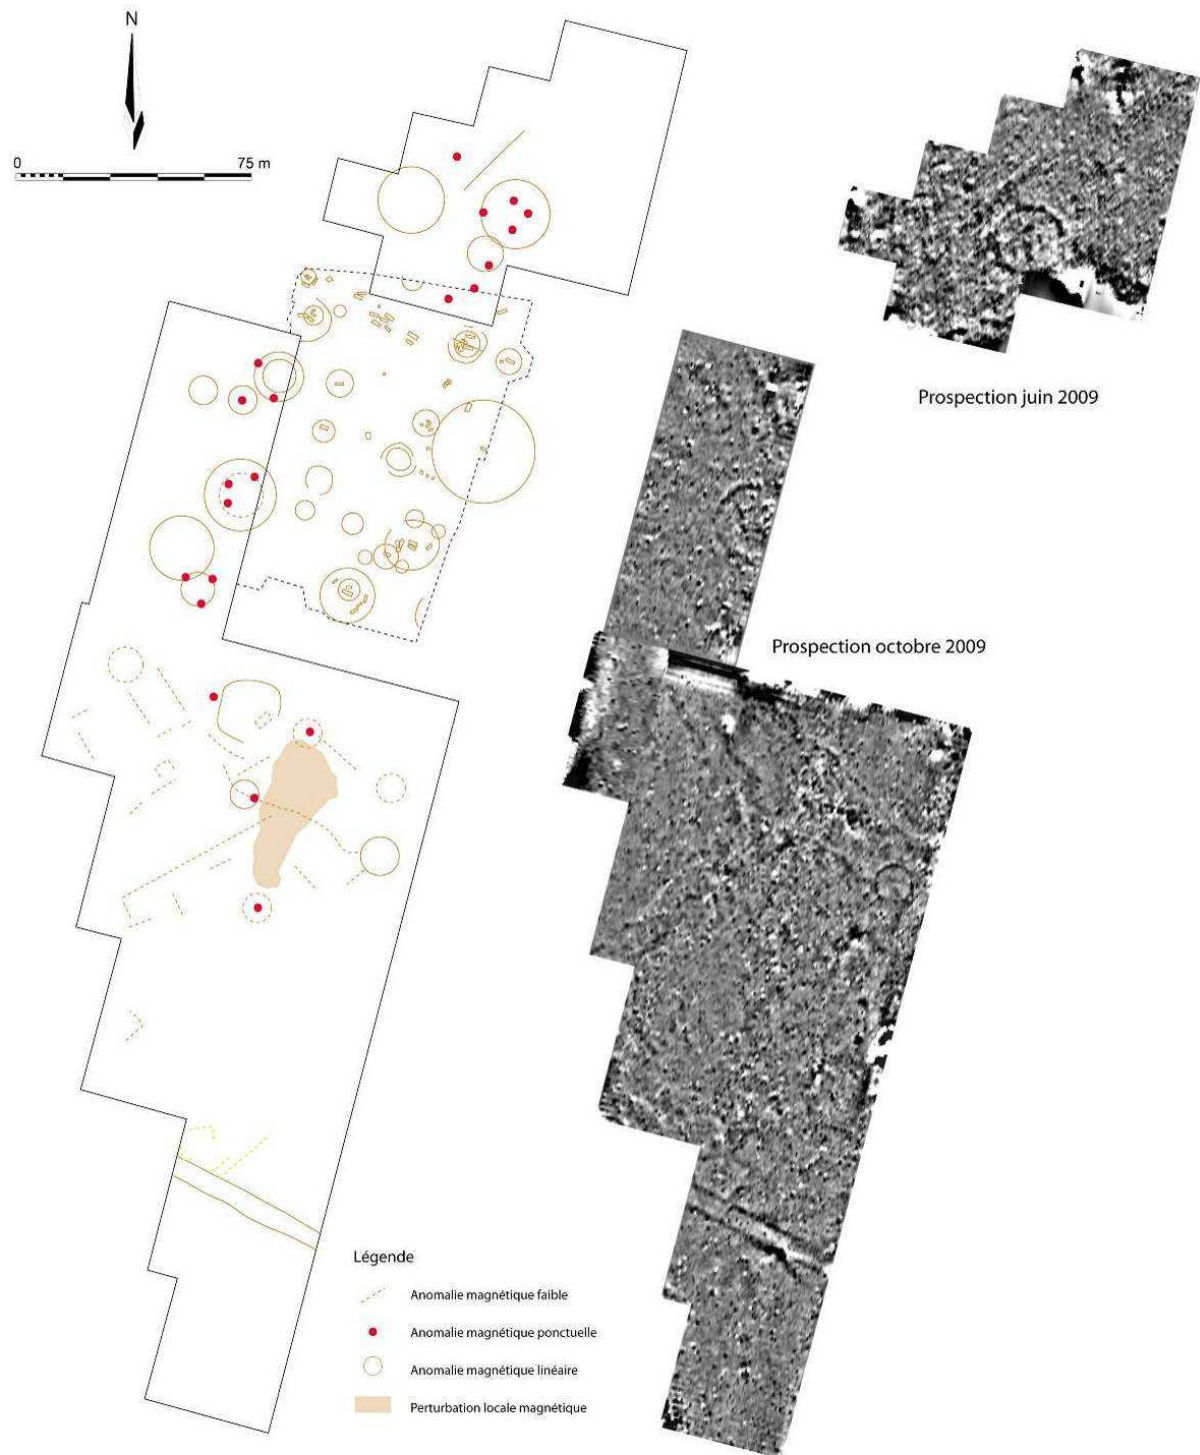 N
0 75 m
Prospection juin 2009
Prospection octobre 2009
Légende
Anomalie magnétique faible
Anomalie magnétique ponctuelle
Anomalie magnétique linéaire
Perturbation locale magnétique